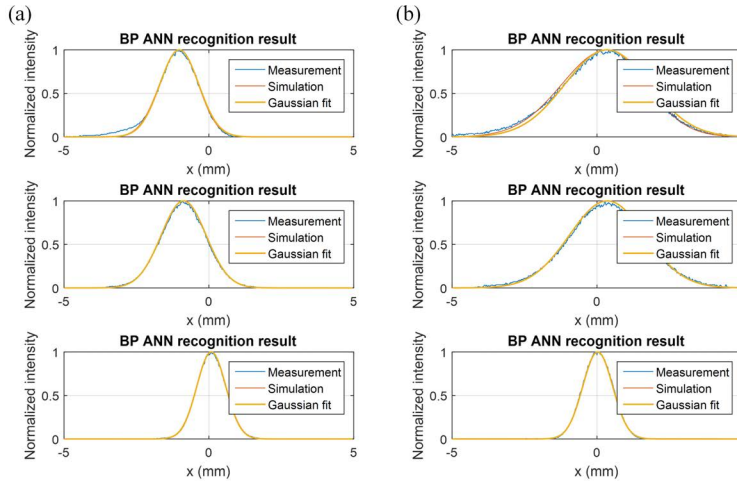 (a)
BP ANN recognition result
Normalized intensity
1
0.5
0
Measurement
Simulation
Gaussian fit
-5
0
5
x (mm)
BP ANN recognition result
Normalized intensity
1
0.5
0
Measurement
Simulation
Gaussian fit
-5
0
5
x (mm)
BP ANN recognition result
Normalized intensity
1
0.5
0
Measurement
Simulation
Gaussian fit
-5
0
5
x (mm)
(b)
BP ANN recognition result
Normalized intensity
1
0.5
0
Measurement
Simulation
Gaussian fit
-5
0
x (mm)
BP ANN recognition result
Normalized intensity
1
0.5
0
Measurement
Simulation
Gaussian fit
-5
0
x (mm)
BP ANN recognition result
Normalized intensity
1
0.5
0
Measurement
Simulation
Gaussian fit
-5
0
x (mm)